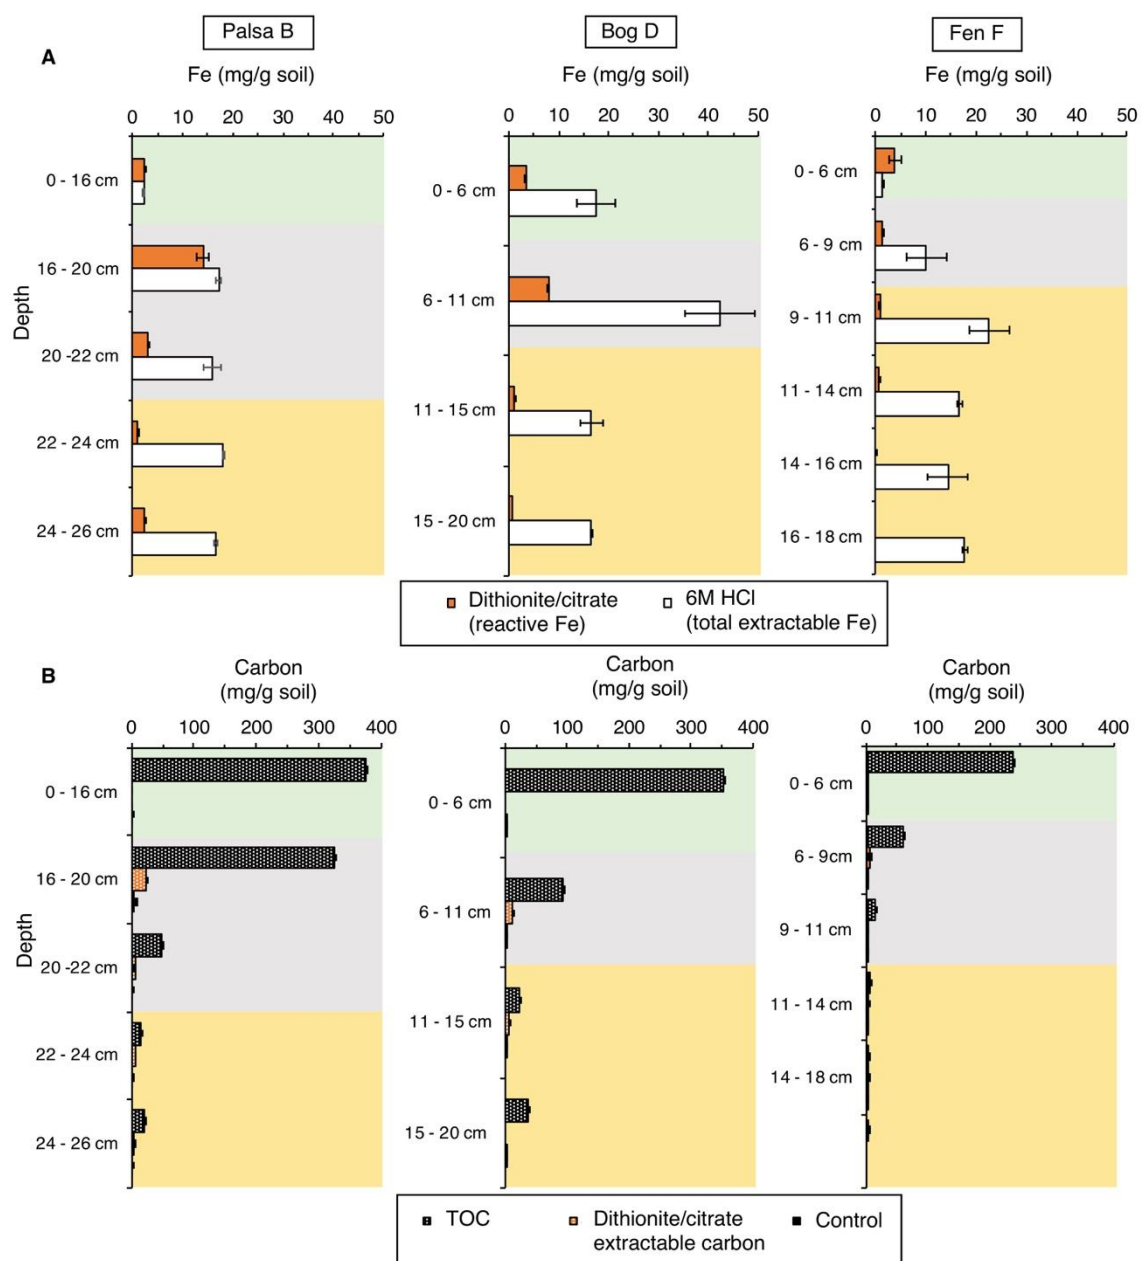 Palsa B
Bog D
Fen F
A
Fe (mg/g soil)
Fe (mg/g soil)
Fe (mg/g soil)
0 10 20 30 40 50
0 10 20 30 40 50
0 10 20 30 40 50
Depth
0 - 16 cm
16 - 20 cm
20 -22 cm
22 - 24 cm
24 - 26 cm
0 - 6 cm
6 - 11 cm
11 - 15 cm
15 - 20 cm
0 - 6 cm
6 - 9 cm
9 - 11 cm
11 - 14 cm
14 - 16 cm
16 - 18 cm
Dithionite/citrate
(reactive Fe)
6M HCl
(total extractable Fe)
B
Carbon
(mg/g soil)
Carbon
(mg/g soil)
Carbon
(mg/g soil)
0 100 200 300 400
0 100 200 300 400
0 100 200 300 400
Depth
0 - 16 cm
16 - 20 cm
20 -22 cm
22 - 24 cm
24 - 26 cm
0 - 6 cm
6 - 11 cm
11 - 15 cm
15 - 20 cm
0 - 6 cm
6 - 9cm
9 - 11 cm
11 - 14 cm
14 - 18 cm
TOC
Dithionite/citrate
extractable carbon
Control